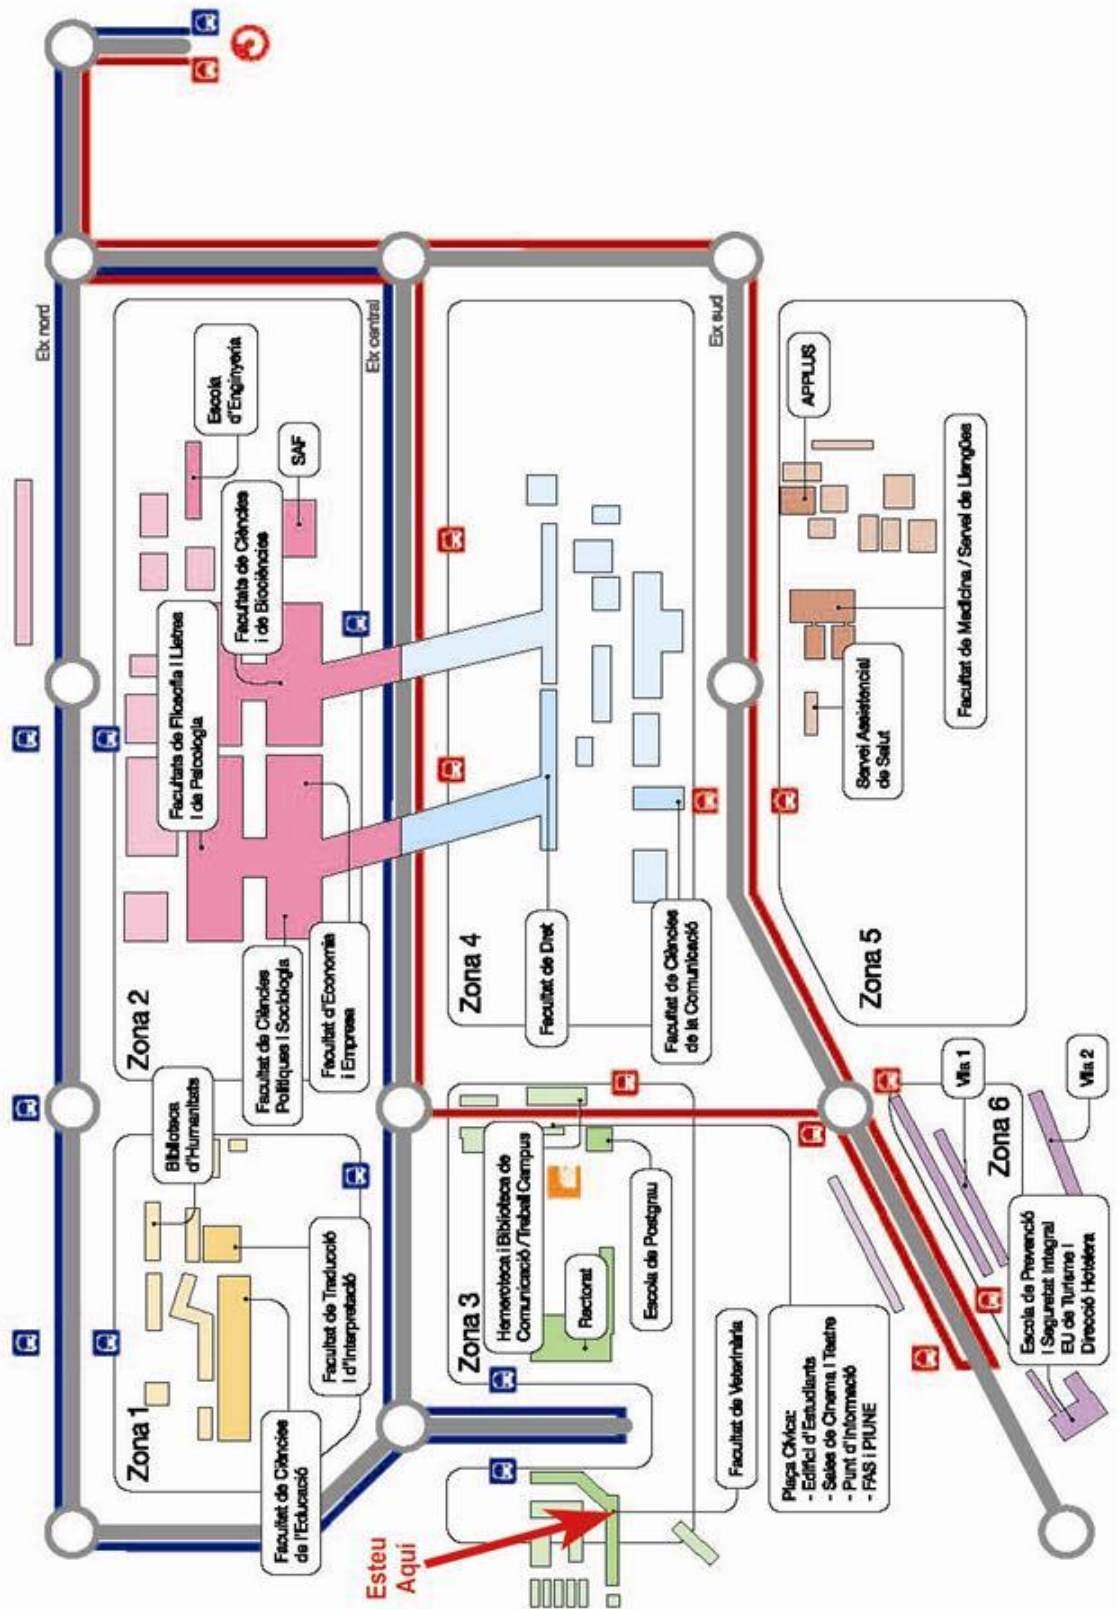 Eix nord
Eix central
Eix sud
Zona 1
Biblioteca
d'Humanitats
Facultat de Traducció
i d'Interpretació
Facultat de Ciències
de l'Educació
Zona 2
Facultats de Filosofia i Lletres
i de Psicologia
Facultats de Ciències
i de Biociències
Escola
d'Enginyeria
SAF
Facultat de Ciències
Polítiques i Sociologia
Facultat d'Economia
i Empresa
Zona 3
Hemeroteca i Biblioteca de
Comunicació / Treball Campus
Rectorat
Escola de Postgrau
Facultat de Veterinària
Plaça Cívica:
- Edifici d'Estudiants
- Sales de Cinema i Teatre
- Punt d'Informació
- FAS i PIUNE
Esteu
Aquí
Zona 4
Facultat de Dret
Facultat de Ciències
de la Comunicació
Zona 5
APPLUS
Facultat de Medicina / Servei de Llengües
Servei Assistencial
de Salut
Zona 6
Vila 1
Vila 2
Escola de Prevenció
i Seguretat Integral
EU de Turisme i
Direcció Hotelera